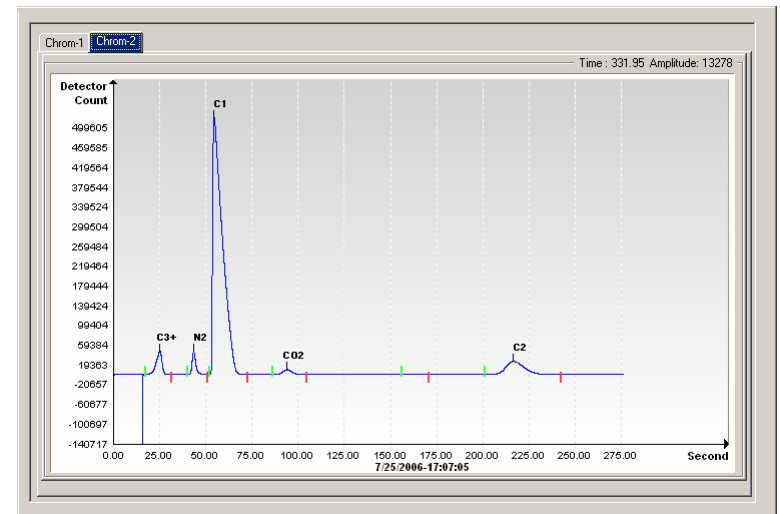 Chrom-1 Chrom-2
Time : 331.95 Amplitude: 13278
Detector
Count
C1
499605
459585
419564
379544
339524
299504
259484
219464
179444
139424
99404
C3+ N2
59384
C2
CO2
19363
-20657
-60677
-100697
-140717
0.00 25.00 50.00 75.00 100.00 125.00 150.00 175.00 200.00 225.00 250.00 275.00 Second
7/25/2006-17:07:05